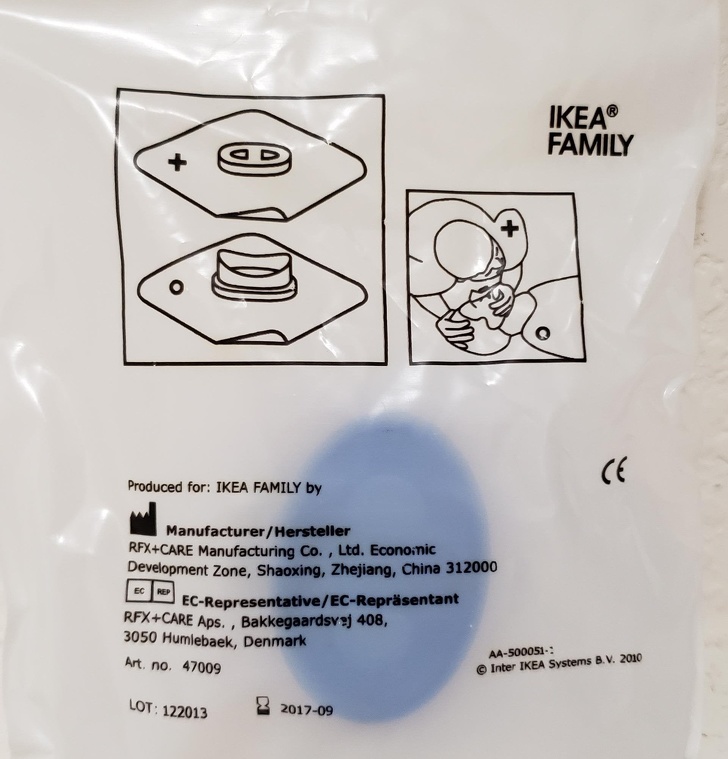 IKEA®
FAMILY
+
+
Produced for: IKEA FAMILY by
Manufacturer/Hersteller
RFX+CARE Manufacturing Co. , Ltd. Economic
Development Zone, Shaoxing, Zhejiang, China 312000
EC REP EC-Representative/EC-Repräsentant
RFX+CARE Aps. , Bakkegaardsvej 408,
3050 Humlebaek, Denmark
Art. no. 47009
LOT: 122013 2017-09
CE
AA-500051-
© Inter IKEA Systems B.V. 2010